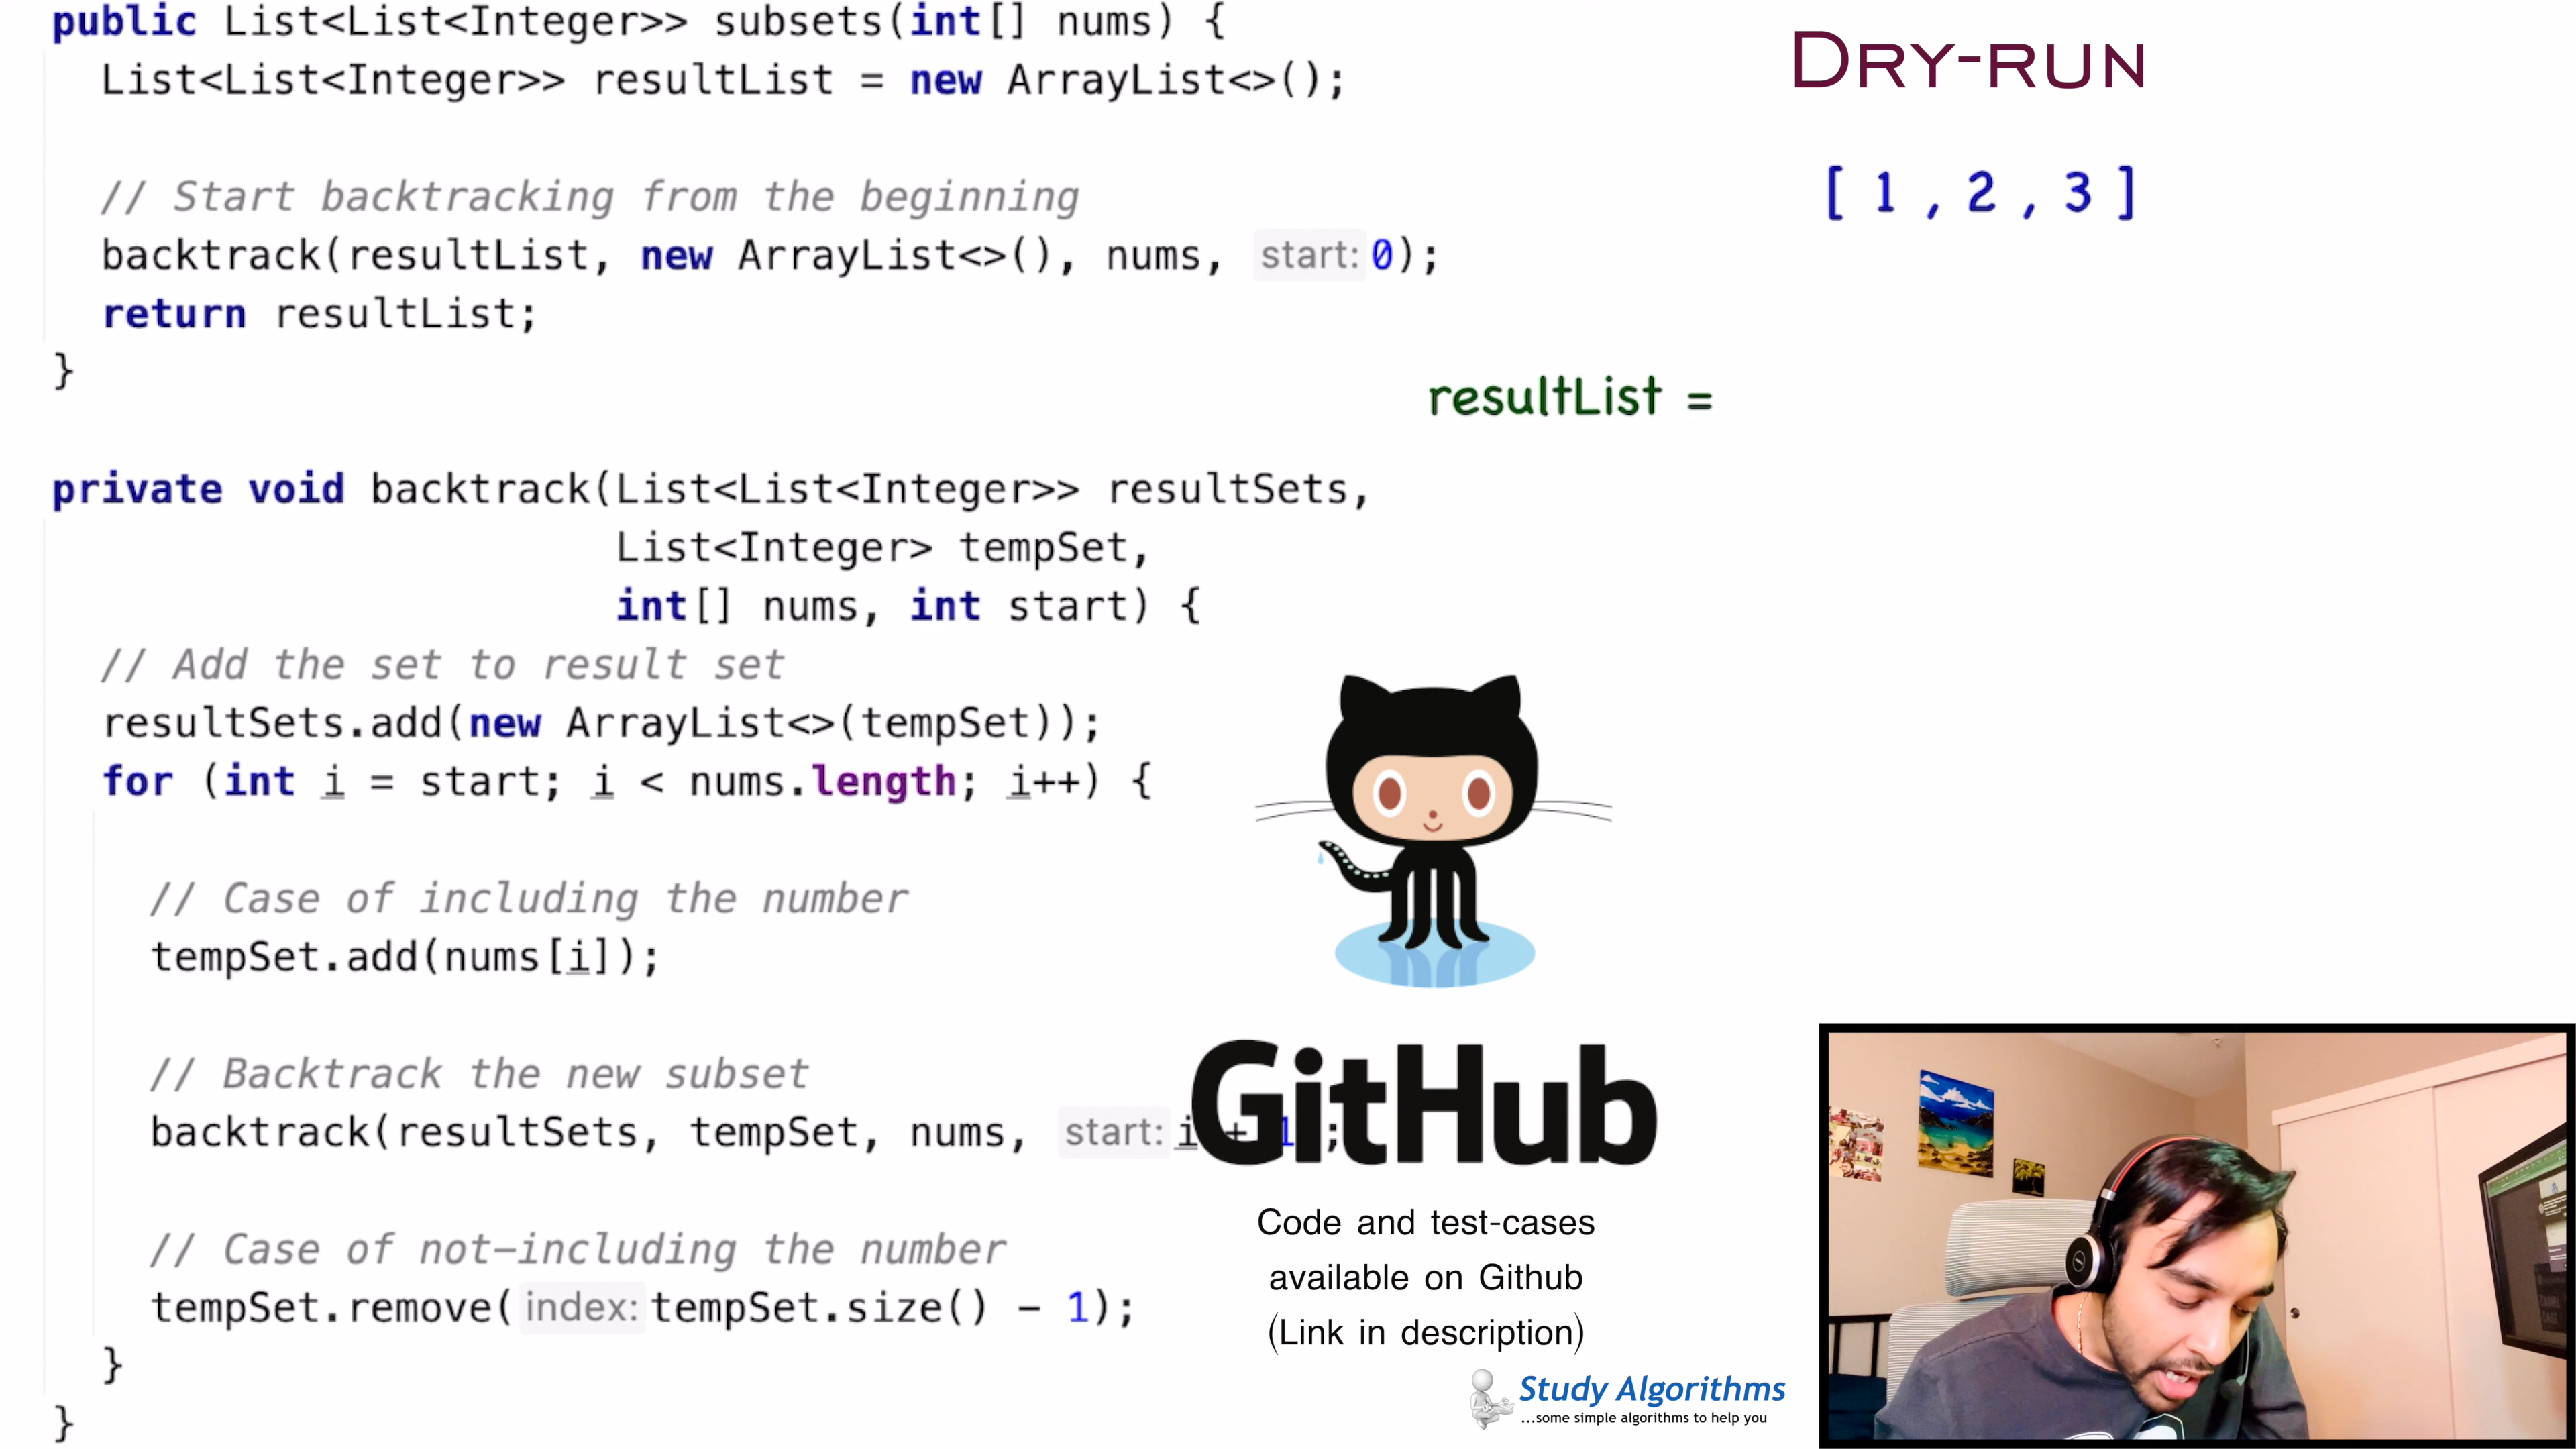 public List<List<Integer>> subsets(int[] nums) {
List<List<Integer>> resultList = new ArrayList<>();
// Start backtracking from the beginning
backtrack(resultList, new ArrayList<>(), nums, start: 0);
return resultList;
}
private void backtrack(List<List<Integer>> resultSets,
List<Integer> tempSet,
int[] nums, int start) {
// Add the set to result set
resultSets.add(new ArrayList<>(tempSet));
for (int i = start; i < nums.length; i++) {
// Case of including the number
tempSet.add(nums[i]);
// Backtrack the new subset
backtrack(resultSets, tempSet, nums, start: i + 1);
// Case of not-including the number
tempSet.remove( index: tempSet.size() - 1);
}
}
DRY-RUN
[ 1 , 2 , 3 ]
resultList =
GitHub
Code and test-cases
available on Github
(Link in description)
Study Algorithms
...some simple algorithms to help you